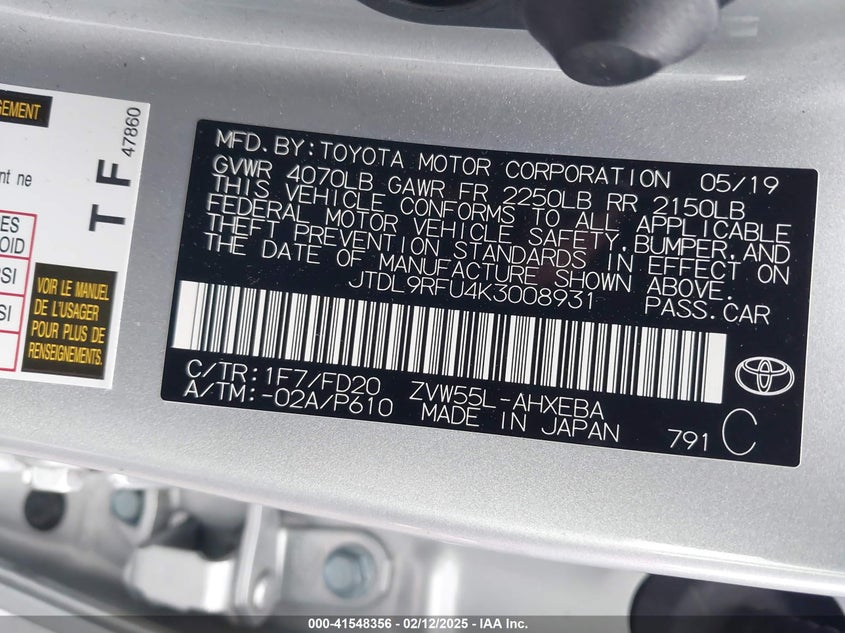 GEMENT
nt ne
ES
OID
SI
SI
VOIR LE MANUEL
DE L'USAGER
POUR PLUS DE
RENSEIGNEMENTS.
T F
47860
MFD.BY:TOYOTA MOTOR CORPORATION 05/19
GVWR 4070LB GAWR FR 2250LB RR 2150LB
THIS VEHICLE CONFORMS TO ALL APPLICABLE
FEDERAL MOTOR VEHICLE SAFETY,BUMPER,AND
THEFT PREVENTION STANDARDS IN EFFECT ON
THE DATE OF MANUFACTURE SHOWN ABOVE.
JTDL9RFU4K3008931 PASS.CAR
C/TR:1F7/FD20 ZVW55L-AHXEBA
A/TM:-02A/P610 MADE IN JAPAN 791 C
000-41548356 - 02/12/2025 - IAA Inc.